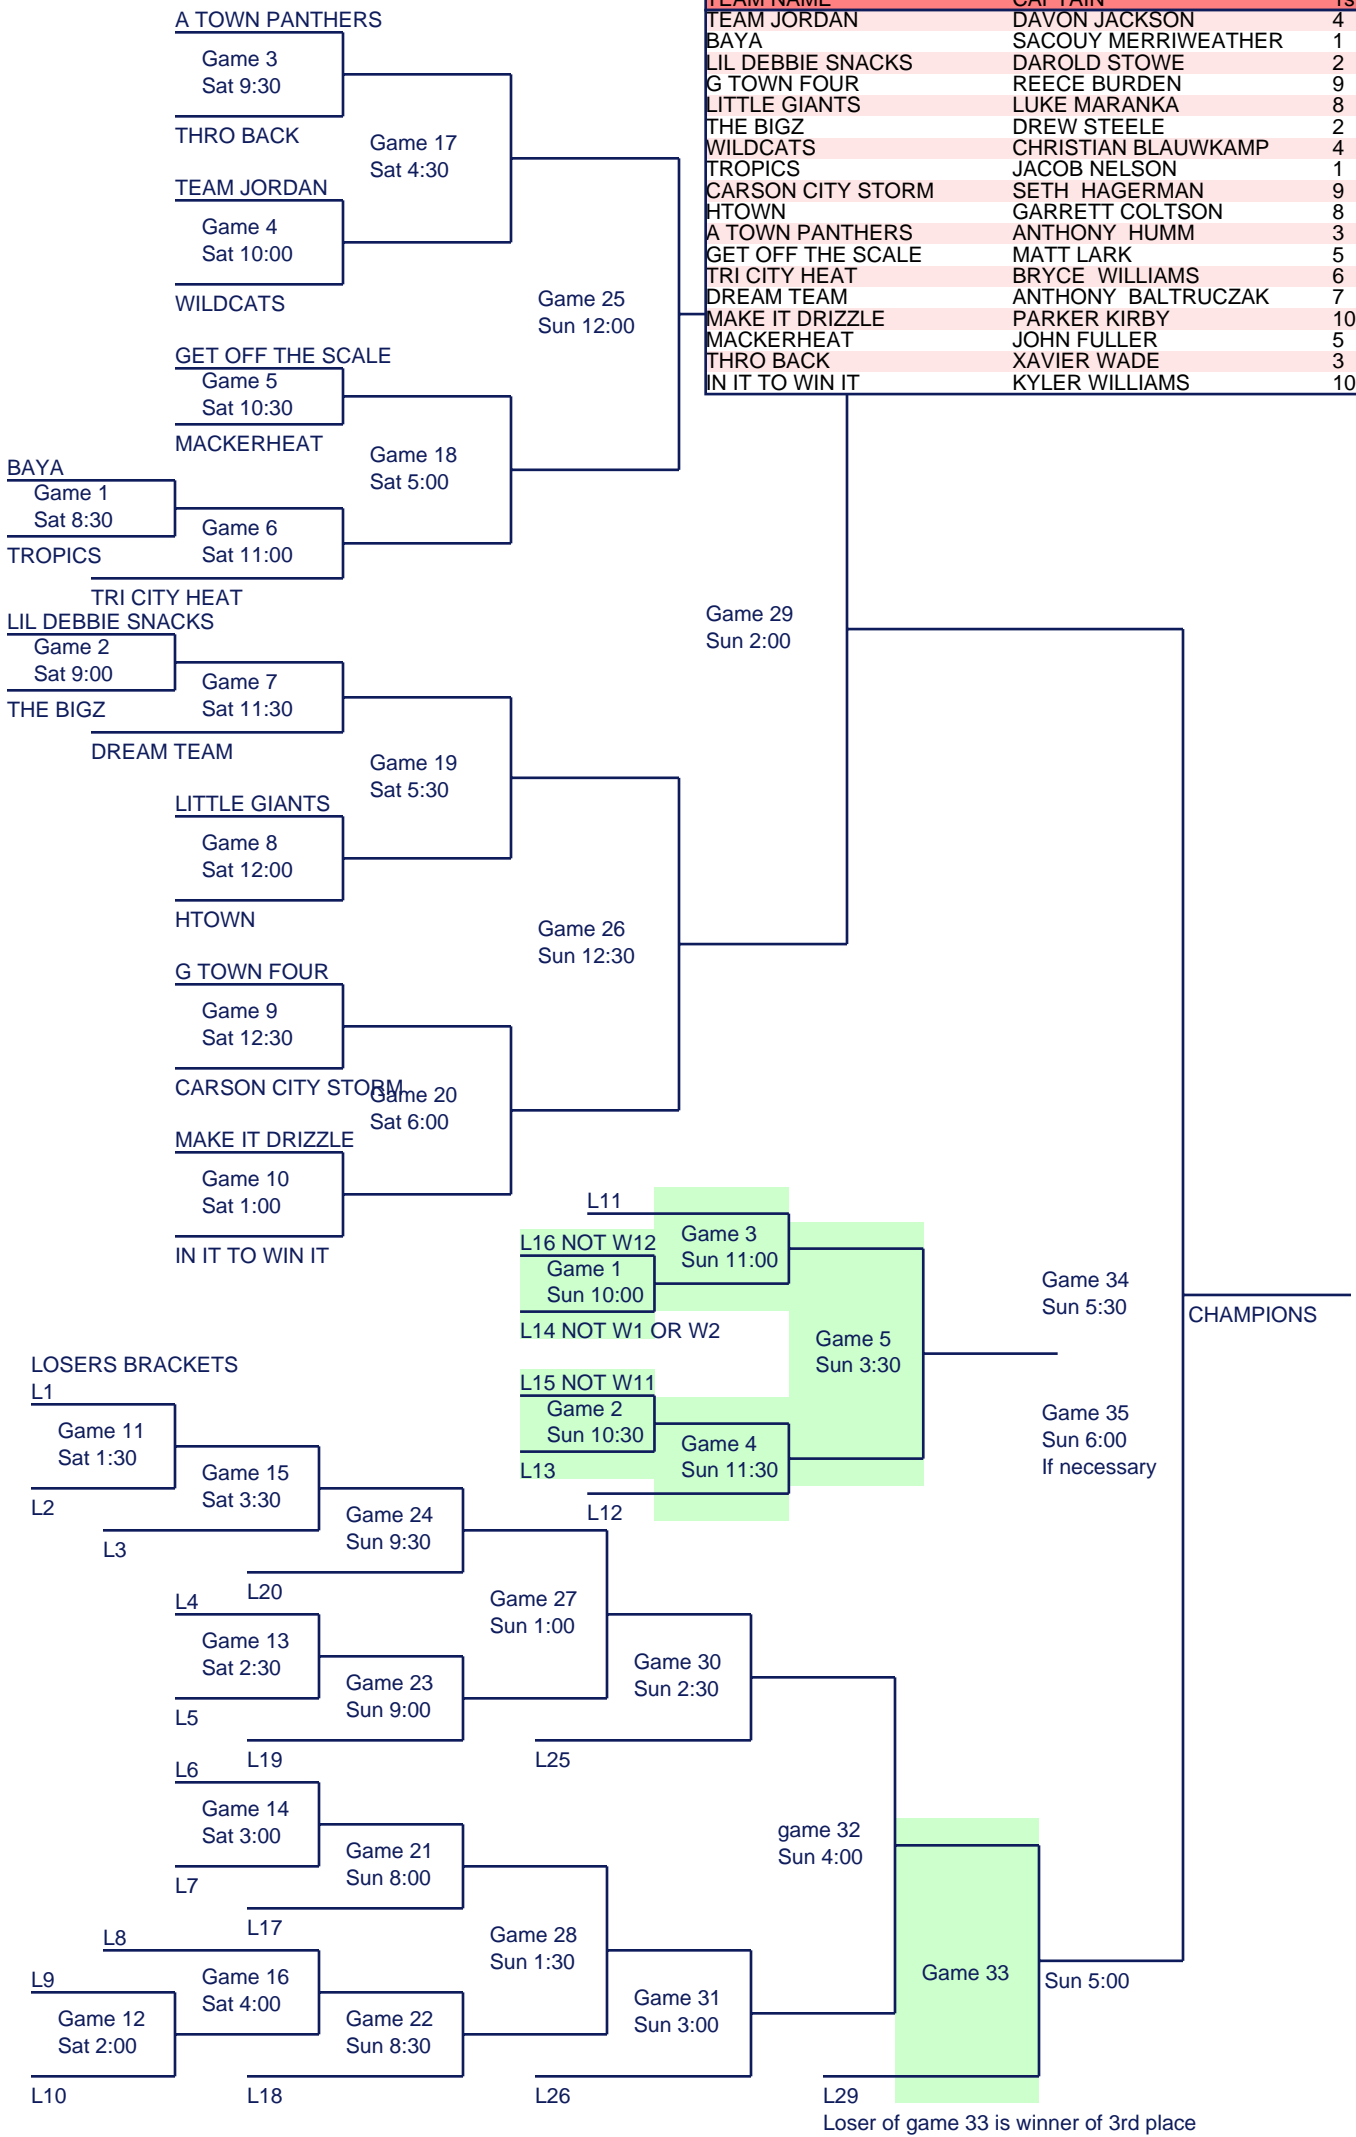 TEAM NAME CAPTAIN
TEAM JORDAN DAVON JACKSON 4
BAYA SACOUY MERRIWEATHER 1
LIL DEBBIE SNACKS DAROLD STOWE 2
G TOWN FOUR REECE BURDEN 9
LITTLE GIANTS LUKE MARANKA 8
THE BIGZ DREW STEELE 2
WILDCATS CHRISTIAN BLAUWKAMP 4
TROPICS JACOB NELSON 1
CARSON CITY STORM SETH HAGERMAN 9
HTOWN GARRETT COLTSON 8
A TOWN PANTHERS ANTHONY HUMM 3
GET OFF THE SCALE MATT LARK 5
TRI CITY HEAT BRYCE WILLIAMS 6
DREAM TEAM ANTHONY BALTRUCZAK 7
MAKE IT DRIZZLE PARKER KIRBY 10
MACKERHEAT JOHN FULLER 5
THRO BACK XAVIER WADE 3
IN IT TO WIN IT KYLER WILLIAMS 10
A TOWN PANTHERS
Game 3
Sat 9:30
THRO BACK
Game 17
Sat 4:30
TEAM JORDAN
Game 4
Sat 10:00
WILDCATS
Game 25
Sun 12:00
GET OFF THE SCALE
Game 5
Sat 10:30
MACKERHEAT
Game 18
Sat 5:00
BAYA
Game 1
Sat 8:30
TROPICS
Game 6
Sat 11:00
TRI CITY HEAT
LIL DEBBIE SNACKS
Game 2
Sat 9:00
THE BIGZ
Game 7
Sat 11:30
DREAM TEAM
Game 29
Sun 2:00
Game 19
Sat 5:30
LITTLE GIANTS
Game 8
Sat 12:00
HTOWN
Game 26
Sun 12:30
G TOWN FOUR
Game 9
Sat 12:30
CARSON CITY STORM
Game 20
Sat 6:00
MAKE IT DRIZZLE
Game 10
Sat 1:00
IN IT TO WIN IT
L11
Game 3
Sun 11:00
L16 NOT W12
Game 1
Sun 10:00
L14 NOT W1 OR W2
Game 5
Sun 3:30
L15 NOT W11
Game 2
Sun 10:30
L13
Game 4
Sun 11:30
L12
Game 34
Sun 5:30
CHAMPIONS
Game 35
Sun 6:00
If necessary
LOSERS BRACKETS
L1
Game 11
Sat 1:30
L2
Game 15
Sat 3:30
L3
Game 24
Sun 9:30
L20
L4
Game 13
Sat 2:30
L5
Game 23
Sun 9:00
L19
Game 27
Sun 1:00
Game 30
Sun 2:30
L25
L6
Game 14
Sat 3:00
L7
Game 21
Sun 8:00
L17
game 32
Sun 4:00
L8
Game 16
Sat 4:00
L9
Game 12
Sat 2:00
L10
Game 22
Sun 8:30
L18
Game 28
Sun 1:30
Game 31
Sun 3:00
L26
Game 33
Sun 5:00
L29
Loser of game 33 is winner of 3rd place